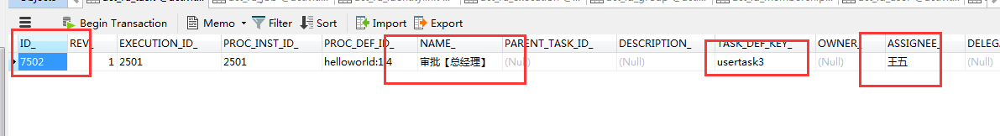 Begin Transaction Memo Filter Sort Import Export
ID_ REV_ EXECUTION_ID_ PROC_INST_ID_ PROC_DEF_ID_ NAME_ PARENT_TASK_ID_ DESCRIPTION_ TASK_DEF_KEY_ OWNER_ ASSIGNEE_ DELEGA
7502 1 2501 2501 helloworld:1:4 审批【总经理】 (Null) (Null) usertask3 (Null) 王五 (Null)